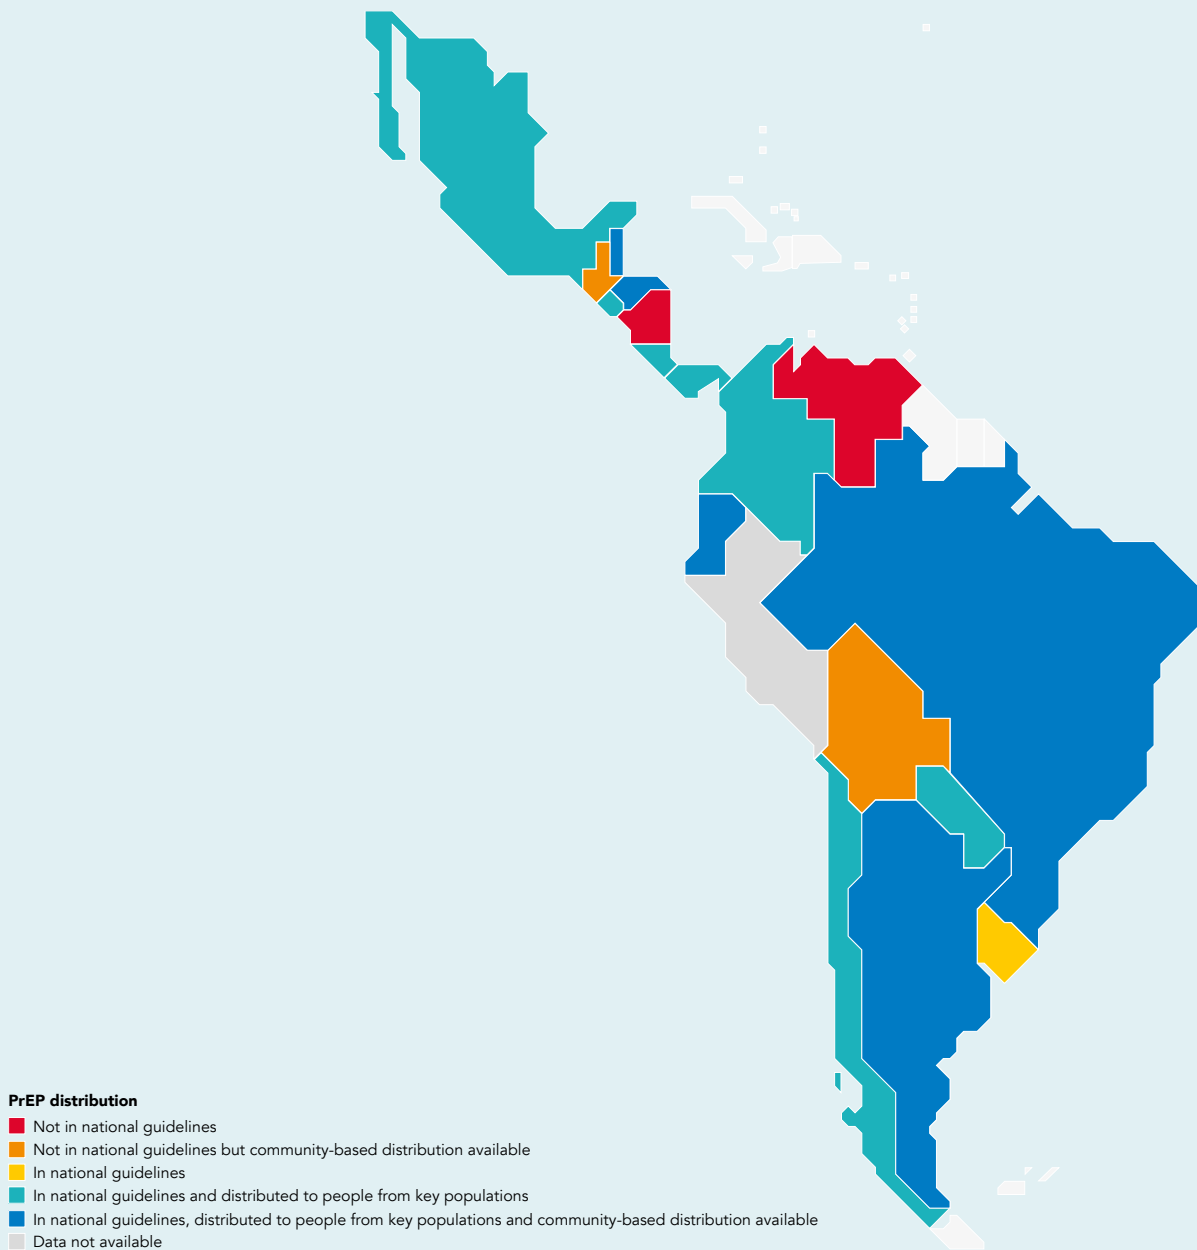 PrEP distribution
Not in national guidelines
Not in national guidelines but community-based distribution available
In national guidelines
In national guidelines and distributed to people from key populations
In national guidelines, distributed to people from key populations and community-based distribution available
Data not available